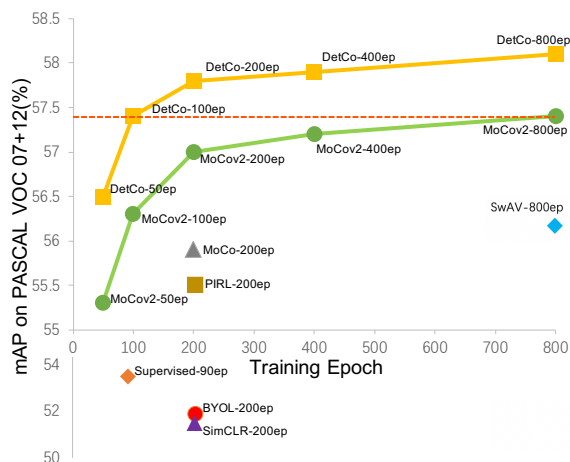 mAP on PASCAL VOC 07+12(%)
58.5
58
57.5
57
56.5
56
55.5
55
DetCo-800ep
DetCo-400ep
DetCo-200ep
DetCo-100ep
MoCov2-800ep
MoCov2-400ep
MoCov2-200ep
DetCo-50ep
MoCov2-100ep
SwAV-800ep
MoCo-200ep
PIRL-200ep
MoCov2-50ep
0 100 200 300 400 500 600 700 800
Training Epoch
54
52
50
Supervised-90ep
BYOL-200ep
SimCLR-200ep